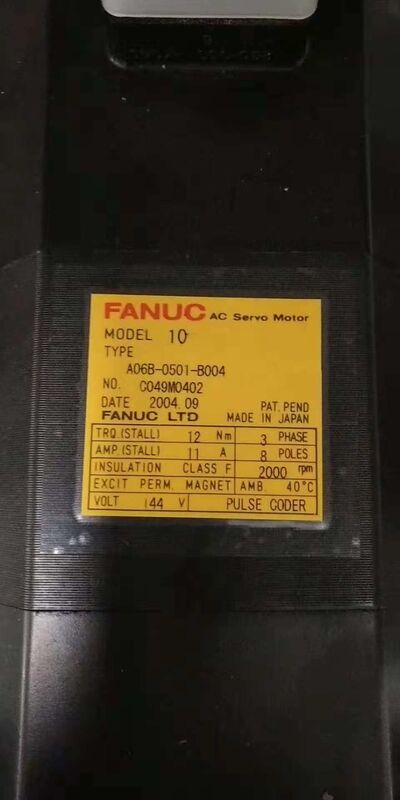 FANUC AC Servo Motor
MODEL 10
TYPE
A06B-0501-B004
NO. C049M0402
DATE 2004.09 PAT. PEND
FANUC LTD MADE IN JAPAN
TRQ.(STALL) 12 Nm 3 PHASE
AMP.(STALL) 11 A 8 POLES
INSULATION CLASS F 2000 rpm
EXCIT PERM. MAGNET AMB. 40°C
VOLT 144 V PULSE CODER